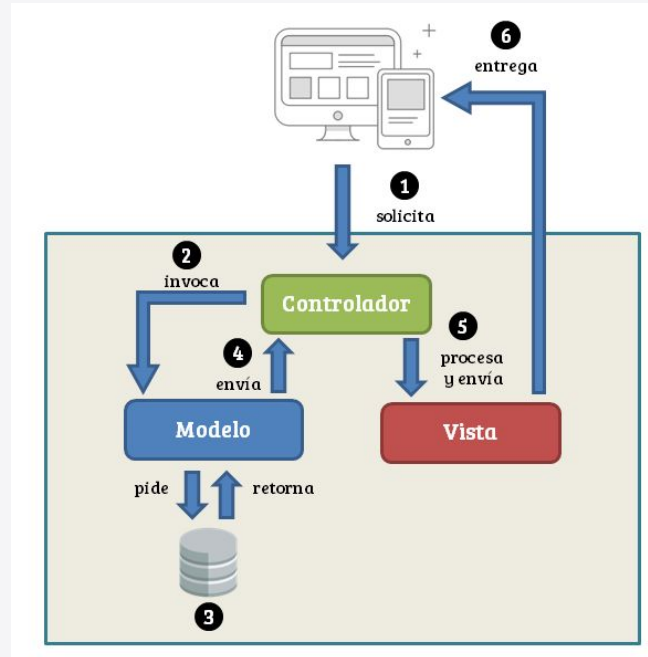 6
entrega
1
solicita
2
invoca
Controlador
5
procesa
y envía
4
envía
Modelo
Vista
pide
retorna
3